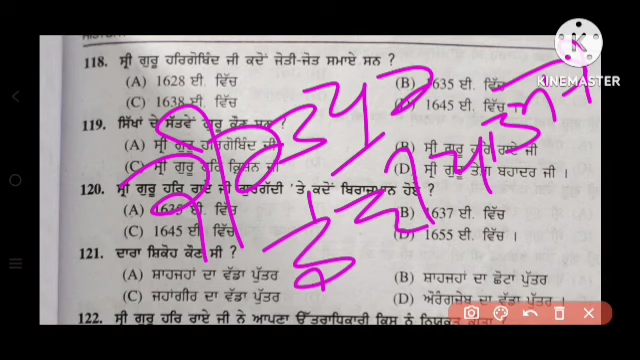 118. ਸ੍ਰੀ ਗੁਰੂ ਹਰਿਗੋਬਿੰਦ ਜੀ ਕਦੋਂ ਜੋਤੀ-ਜੋਤ ਸਮਾਏ ਸਨ ?
(A) 1628 ਈ. ਵਿੱਚ (B) 1635 ਈ. ਵਿੱਚ
(C) 1638 ਈ. ਵਿੱਚ (D) 1645 ਈ. ਵਿੱਚ ।
KINEMASTER
119. ਸਿੱਖਾਂ ਦੇ ਸੱਤਵੇਂ ਗੁਰੂ ਕੌਣ ਸਨ ?
(A) ਸ੍ਰੀ ਗੁਰੂ ਹਰਿਗੋਬਿੰਦ ਜੀ (B) ਸ੍ਰੀ ਗੁਰੂ ਹਰਿ ਰਾਏ ਜੀ
(C) ਸ੍ਰੀ ਗੁਰੂ ਹਰਿ ਕ੍ਰਿਸ਼ਨ ਜੀ (D) ਸ੍ਰੀ ਗੁਰੂ ਤੇਗ਼ ਬਹਾਦਰ ਜੀ ।
120. ਸ੍ਰੀ ਗੁਰੂ ਹਰਿ ਰਾਏ ਜੀ ਗੁਰਗੱਦੀ 'ਤੇ ਕਦੋਂ ਬਿਰਾਜਮਾਨ ਹੋਏ ?
(A) 1635 ਈ. ਵਿੱਚ (B) 1637 ਈ. ਵਿੱਚ
(C) 1645 ਈ. ਵਿੱਚ (D) 1655 ਈ. ਵਿੱਚ ।
121. ਦਾਰਾ ਸ਼ਿਕੋਹ ਕੌਣ ਸੀ ?
(A) ਸ਼ਾਹਜਹਾਂ ਦਾ ਵੱਡਾ ਪੁੱਤਰ (B) ਸ਼ਾਹਜਹਾਂ ਦਾ ਛੋਟਾ ਪੁੱਤਰ
(C) ਜਹਾਂਗੀਰ ਦਾ ਵੱਡਾ ਪੁੱਤਰ (D) ਔਰੰਗਜ਼ੇਬ ਦਾ ਵੱਡਾ ਪੁੱਤਰ ।
122. ਸ੍ਰੀ ਗੁਰੂ ਹਰਿ ਰਾਏ ਜੀ ਨੇ ਆਪਣਾ ਉੱਤਰਾਧਿਕਾਰੀ ਕਿਸ ਨੂੰ ਨਿਯੁਕਤ ਕੀਤਾ ?